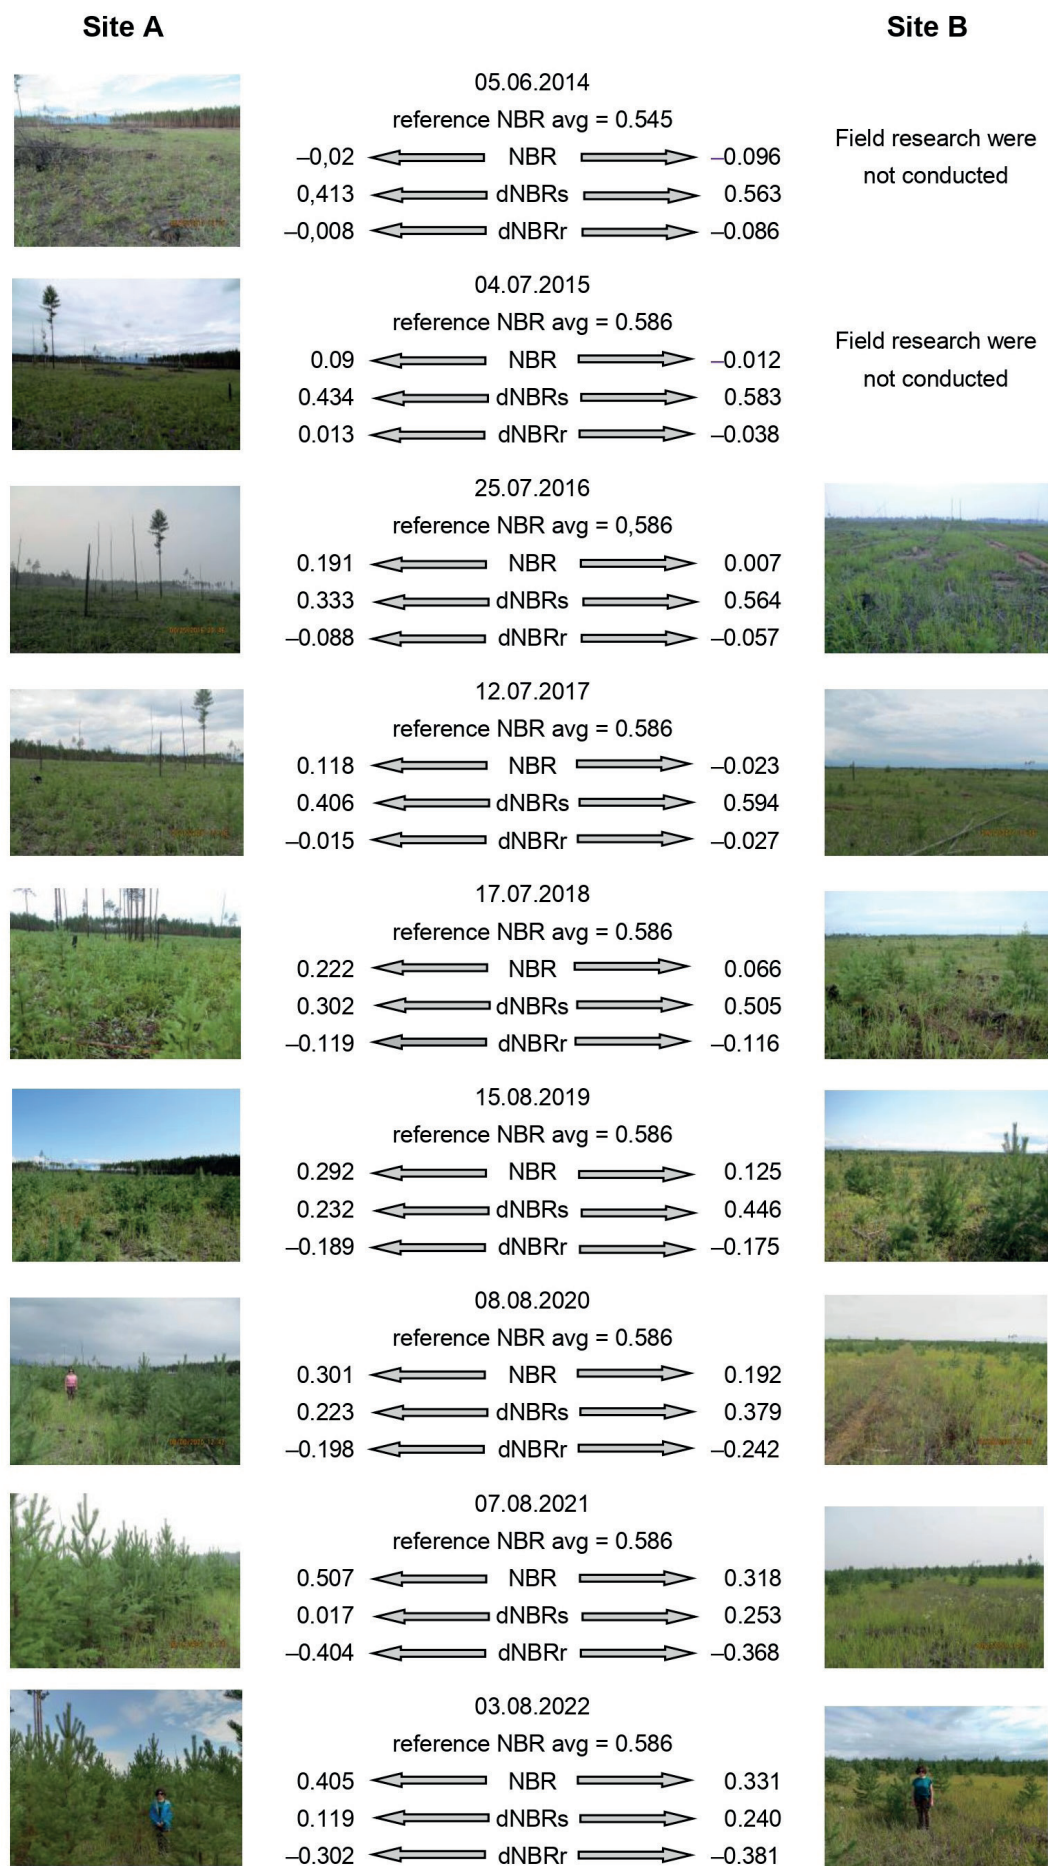 Site A
Site B
05.06.2014
reference NBR avg = 0.545
–0,02 NBR –0.096
0,413 dNBRs 0.563
–0,008 dNBRr –0.086
Field research were
not conducted
04.07.2015
reference NBR avg = 0.586
0.09 NBR –0.012
0.434 dNBRs 0.583
0.013 dNBRr –0.038
Field research were
not conducted
25.07.2016
reference NBR avg = 0,586
0.191 NBR 0.007
0.333 dNBRs 0.564
–0.088 dNBRr –0.057
12.07.2017
reference NBR avg = 0.586
0.118 NBR –0.023
0.406 dNBRs 0.594
–0.015 dNBRr –0.027
17.07.2018
reference NBR avg = 0.586
0.222 NBR 0.066
0.302 dNBRs 0.505
–0.119 dNBRr –0.116
15.08.2019
reference NBR avg = 0.586
0.292 NBR 0.125
0.232 dNBRs 0.446
–0.189 dNBRr –0.175
08.08.2020
reference NBR avg = 0.586
0.301 NBR 0.192
0.223 dNBRs 0.379
–0.198 dNBRr –0.242
07.08.2021
reference NBR avg = 0.586
0.507 NBR 0.318
0.017 dNBRs 0.253
–0.404 dNBRr –0.368
03.08.2022
reference NBR avg = 0.586
0.405 NBR 0.331
0.119 dNBRs 0.240
–0.302 dNBRr –0.381